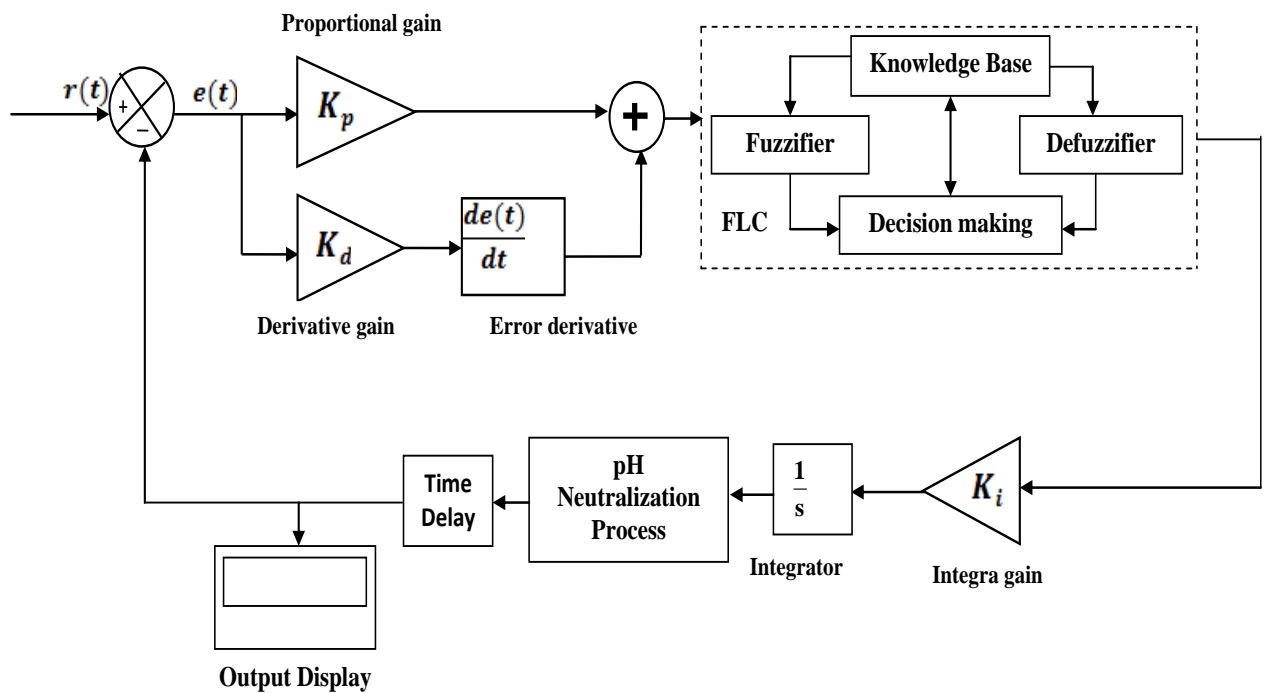 Proportional gain
r(t)
+
−
e(t)
K_p
+
Knowledge Base
Fuzzifier
Defuzzifier
FLC
Decision making
K_d
de(t)
dt
Derivative gain
Error derivative
Time
Delay
pH
Neutralization
Process
1
s
K_i
Integrator
Integra gain
Output Display